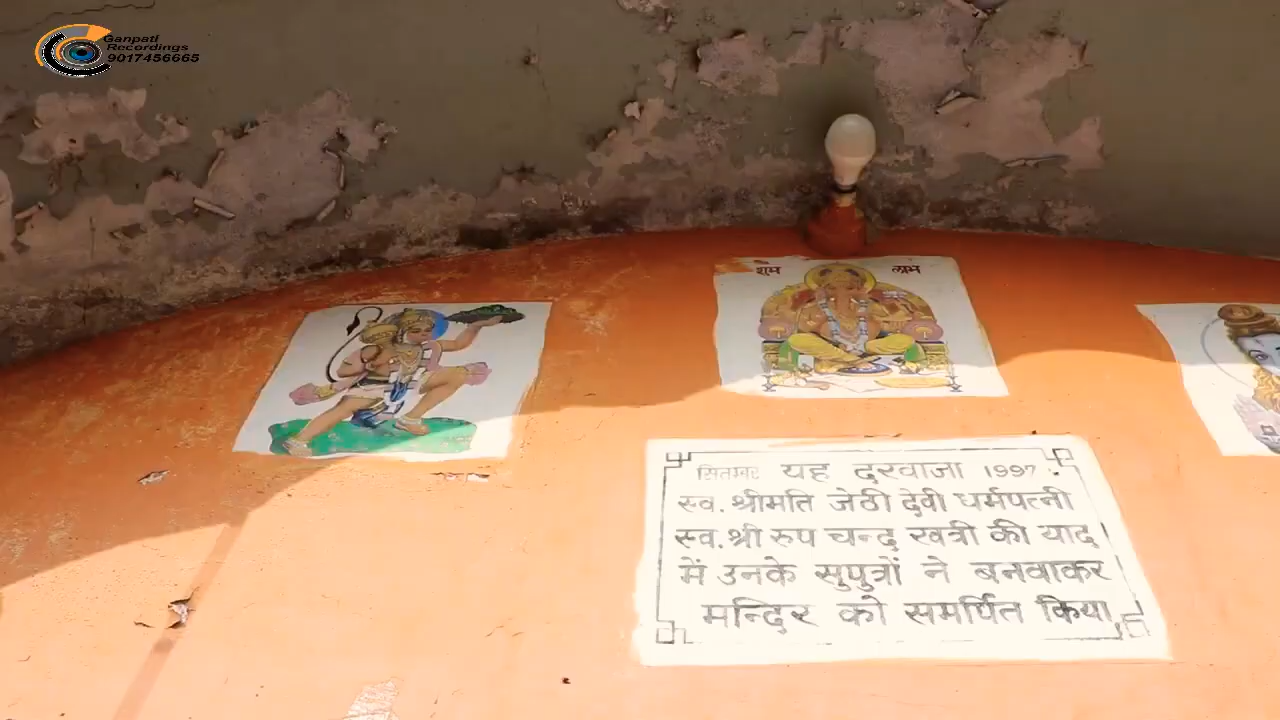 Ganpati
Recordings
9017456665
शुभ लाभ
सितम्बर यह दरवाजा 1997
स्व. श्रीमति जेठी देवी धर्मपत्नी
स्व. श्री रुप चन्द खत्री की याद
में उनके सुपुत्रों ने बनवाकर
मन्दिर को समर्पित किया